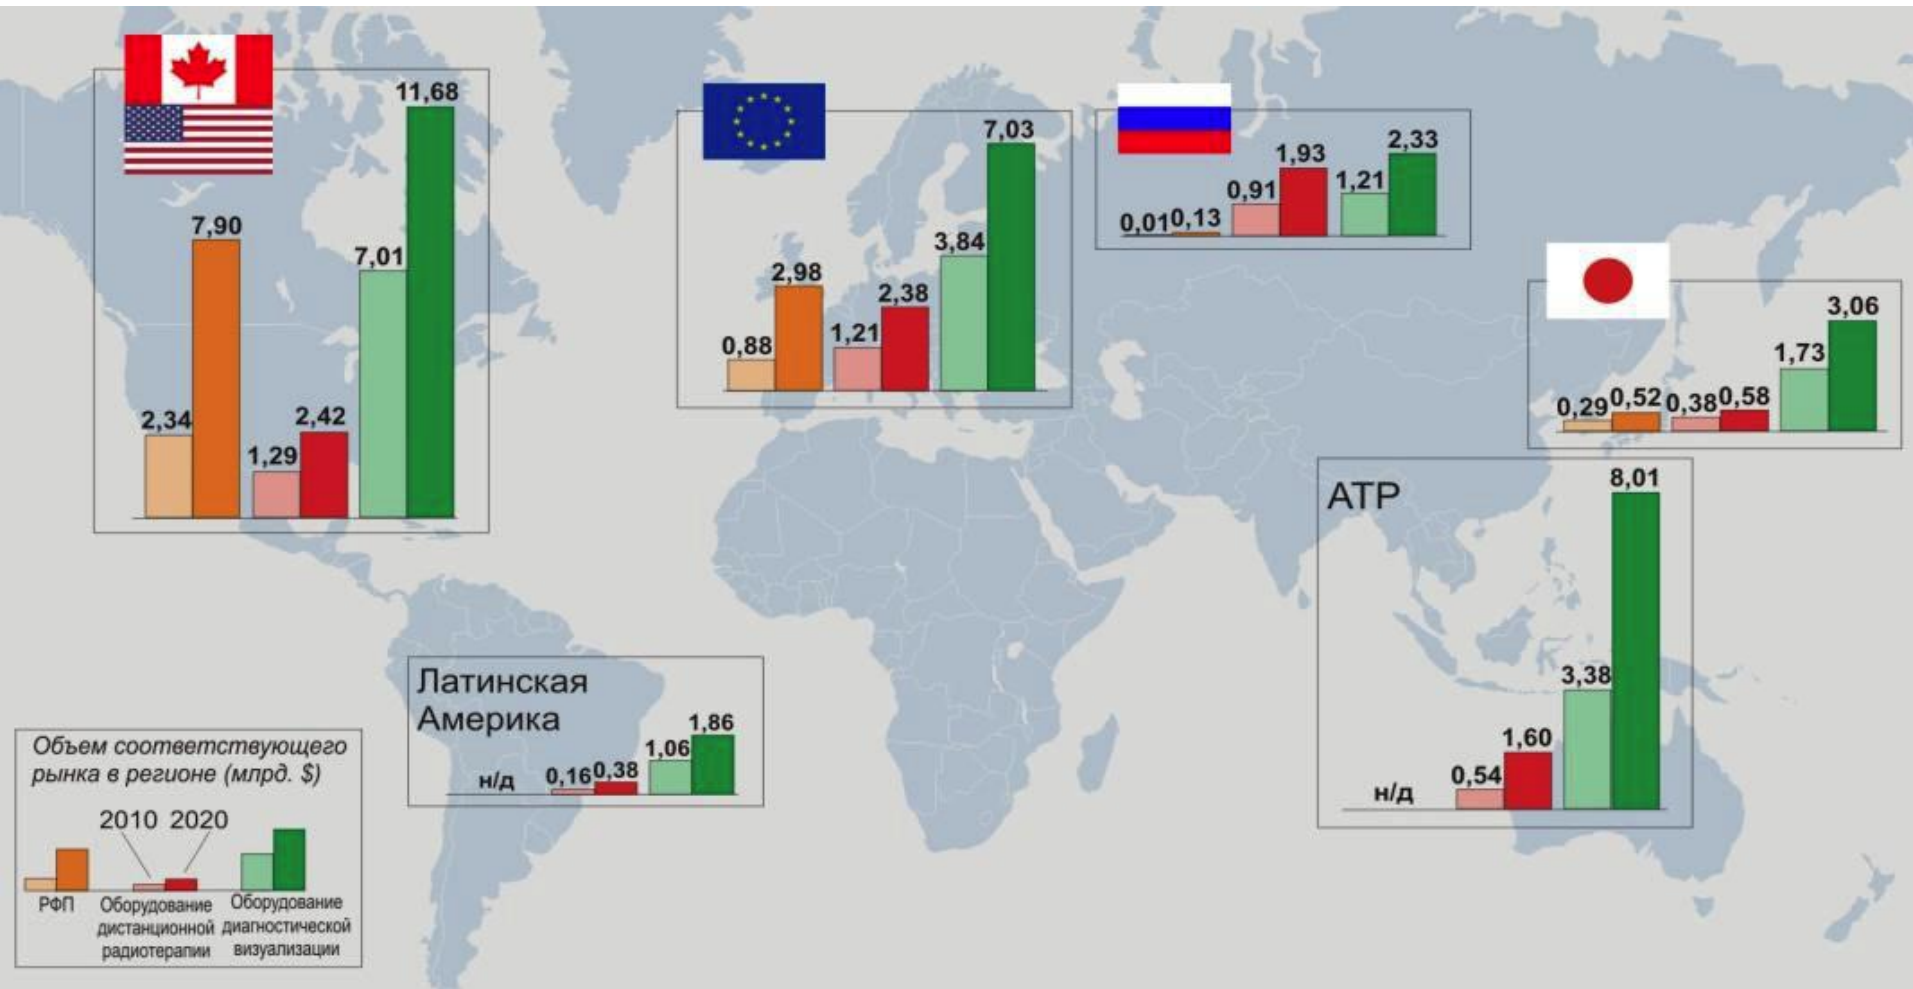 11,68
7,90
7,01
2,34
2,42
1,29
7,03
3,84
2,98
2,38
0,88
1,21
2,33
1,93
1,21
0,91
0,01
0,13
3,06
1,73
0,29
0,52
0,38
0,58
АТР
8,01
3,38
1,60
0,54
н/д
Латинская
Америка
1,86
1,06
н/д
0,16
0,38
Объем соответствующего
рынка в регионе (млрд. $)
2010 2020
РФП
Оборудование
дистанционной
радиотерапии
Оборудование
диагностической
визуализации